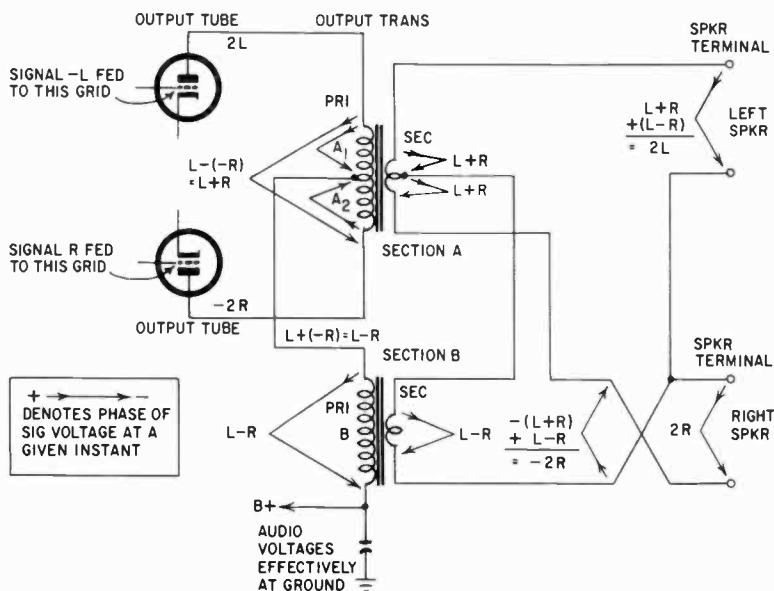 OUTPUT TUBE
2L
OUTPUT TRANS
SPKR
TERMINAL
SIGNAL -L FED
TO THIS GRID
PRI
SEC
L+R
+(L-R)
= 2L
LEFT
SPKR
A1
L-(-R)
=L+R
L+R
L+R
A2
SIGNAL R FED
TO THIS GRID
SECTION A
-2R
OUTPUT TUBE
L+(-R)=L-R
SECTION B
SPKR
TERMINAL
+ -
DENOTES PHASE OF
SIG VOLTAGE AT A
GIVEN INSTANT
PRI
B
SEC
L-R
L-R
-(L+R)
+ L-R
= -2R
2R
RIGHT
SPKR
B+
AUDIO
VOLTAGES
EFFECTIVELY
AT GROUND